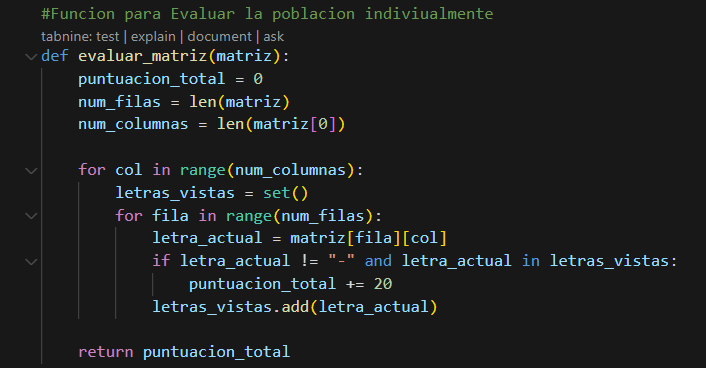 #Funcion para Evaluar la poblacion indiviualmente
tabnine: test | explain | document | ask
def evaluar_matriz(matriz):
    puntuacion_total = 0
    num_filas = len(matriz)
    num_columnas = len(matriz[0])

    for col in range(num_columnas):
        letras_vistas = set()
        for fila in range(num_filas):
            letra_actual = matriz[fila][col]
            if letra_actual != "-" and letra_actual in letras_vistas:
                puntuacion_total += 20
            letras_vistas.add(letra_actual)

    return puntuacion_total